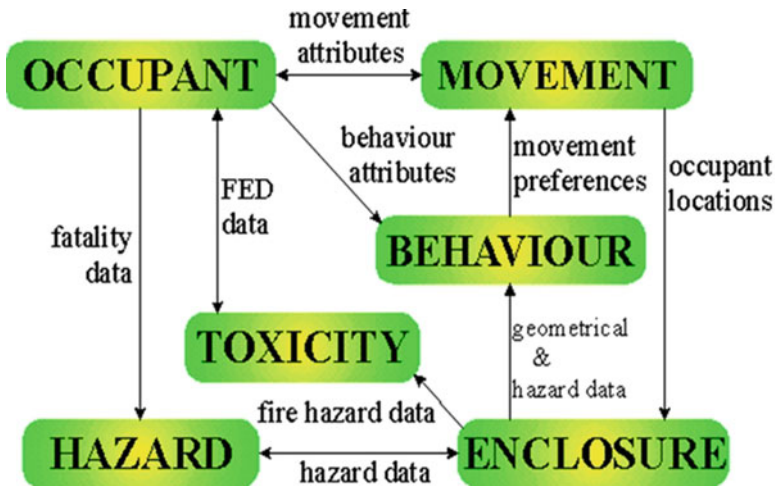 movement
attributes
OCCUPANT
MOVEMENT
behaviour
attributes
movement
preferences
occupant
locations
FED
data
fatality
data
BEHAVIOUR
TOXICITY
geometrical
&
hazard data
fire hazard data
HAZARD
hazard data
ENCLOSURE